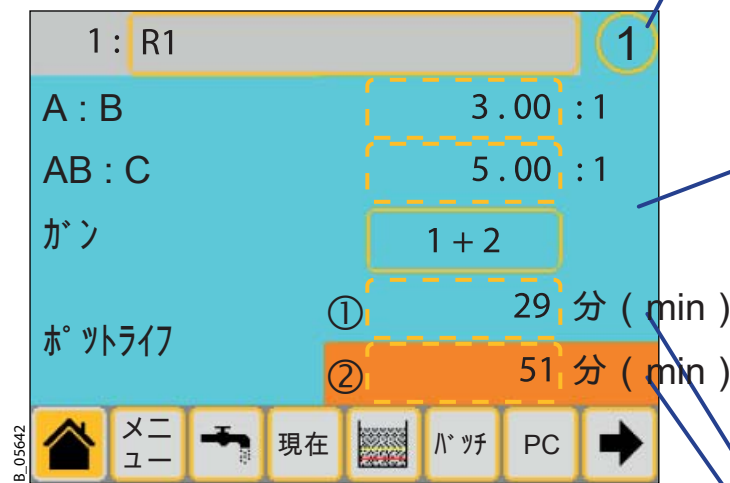 1 : R1 1
A : B 3.00 : 1
AB : C 5.00 : 1
ｶﾞﾝ 1 + 2
① 29 分 ( min )
ﾎﾟｯﾄﾗｲﾌ
② 51 分 ( min )
メニュー 現在 ﾊﾞｯﾁ PC
B_05642